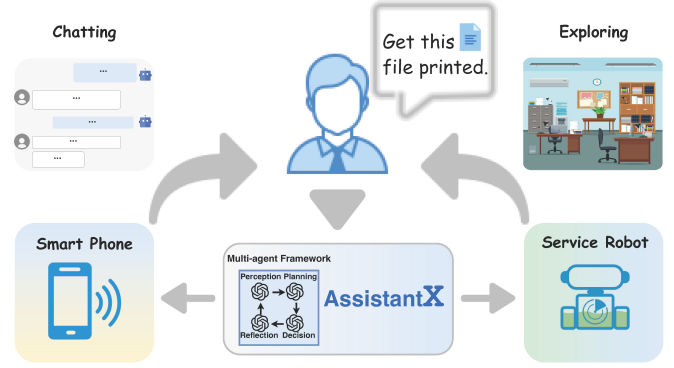 Chatting
Get this
file printed.
Exploring
...
...
...
...
...
Smart Phone
Multi-agent Framework
Perception Planning
Reflection Decision
AssistantX
Service Robot